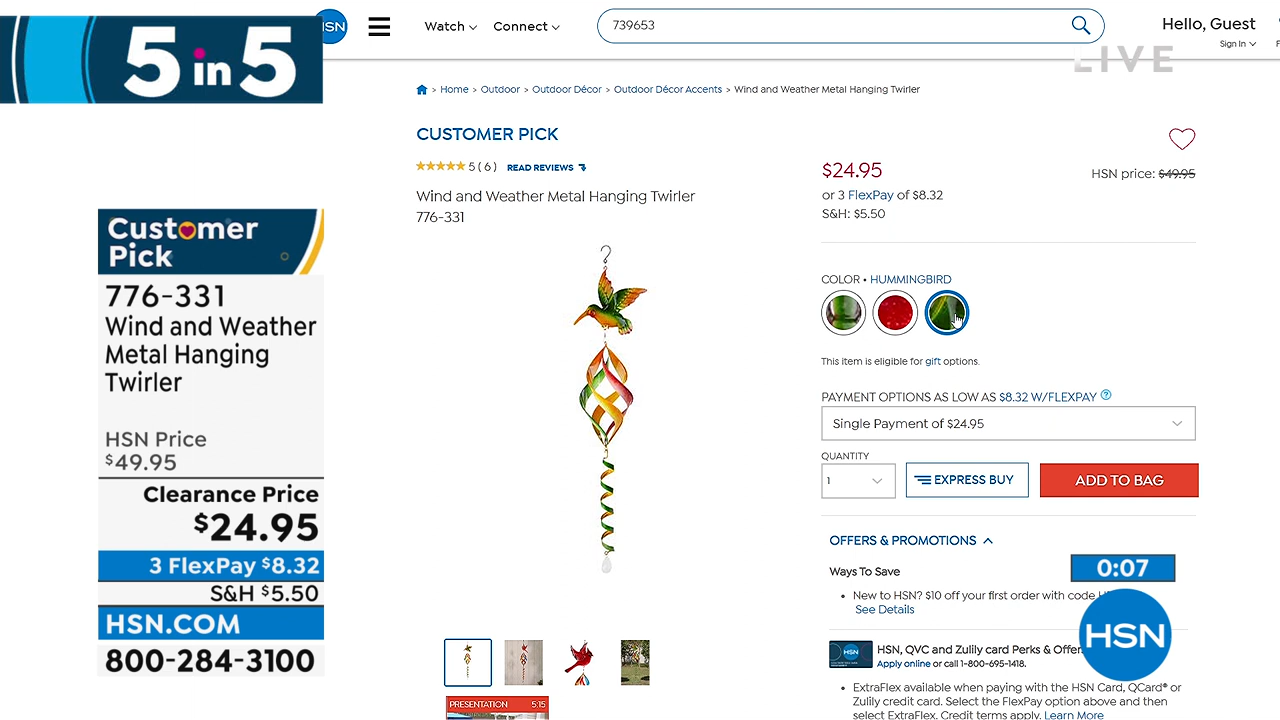 5 in 5
HSN
Watch
Connect
739653
Hello, Guest
Sign In
LIVE
> Home > Outdoor > Outdoor Décor > Outdoor Décor Accents > Wind and Weather Metal Hanging Twirler
CUSTOMER PICK
5 ( 6 ) READ REVIEWS
Wind and Weather Metal Hanging Twirler
776-331
$24.95
HSN price: $49.95
or 3 FlexPay of $8.32
S&H: $5.50
COLOR • HUMMINGBIRD
This item is eligible for gift options.
PAYMENT OPTIONS AS LOW AS $8.32 W/FLEXPAY ?
Single Payment of $24.95
QUANTITY
1
EXPRESS BUY
ADD TO BAG
OFFERS & PROMOTIONS
Ways To Save
• New to HSN? $10 off your first order with code
See Details
HSN, QVC and Zulily card Perks & Offer
Apply online or call 1-800-695-1418.
• ExtraFlex available when paying with the HSN Card, QCard® or
Zulily credit card. Select the FlexPay option above and then
select ExtraFlex. Credit terms apply. Learn More
PRESENTATION 5:15
0:07
HSN
Customer
Pick
776-331
Wind and Weather
Metal Hanging
Twirler
HSN Price
$49.95
Clearance Price
$24.95
3 FlexPay $8.32
S&H $5.50
HSN.COM
800-284-3100